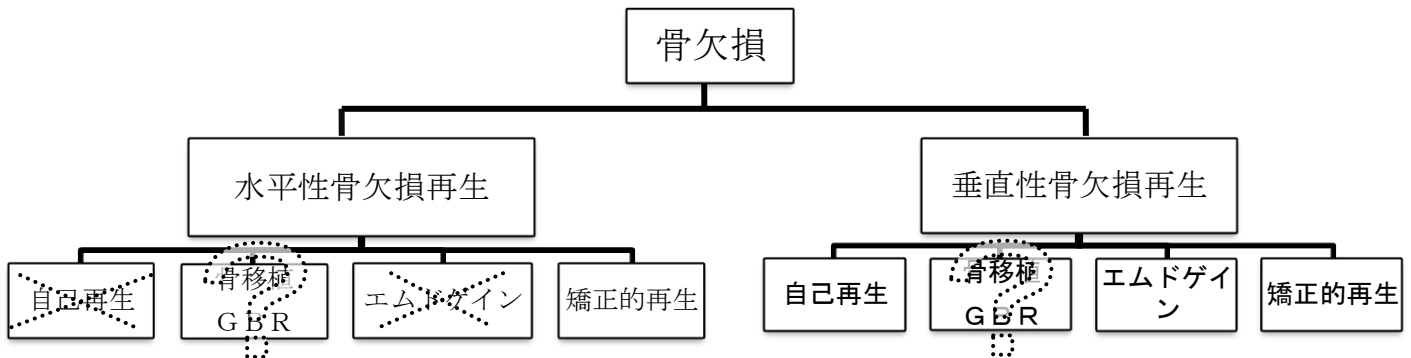 骨欠損
水平性骨欠損再生
垂直性骨欠損再生
自己再生
骨移植
GBR
エムドゲイン
矯正的再生
自己再生
骨移植
GBR
エムドゲイ
ン
矯正的再生